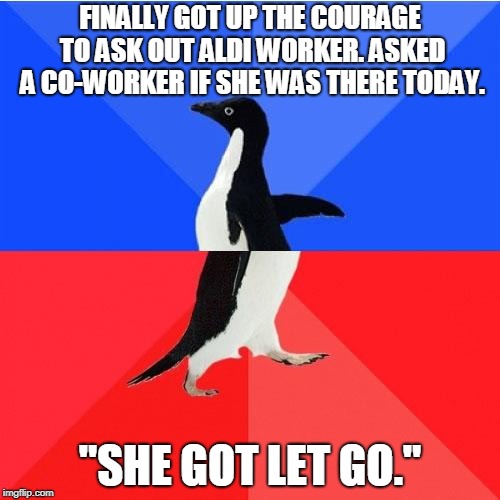 FINALLY GOT UP THE COURAGE
TO ASK OUT ALDI WORKER. ASKED
A CO-WORKER IF SHE WAS THERE TODAY.
"SHE GOT LET GO."
imgflip.com